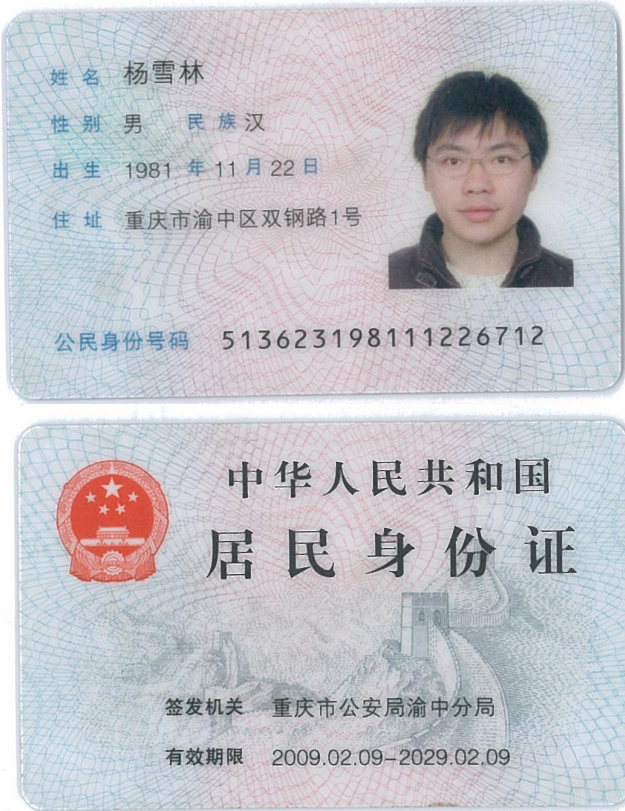 姓名 杨雪林
性别 男 民族 汉
出生 1981 年 11 月 22 日
住址 重庆市渝中区双钢路1号
公民身份号码 513623198111226712
中华人民共和国
居民身份证
签发机关 重庆市公安局渝中分局
有效期限 2009.02.09-2029.02.09